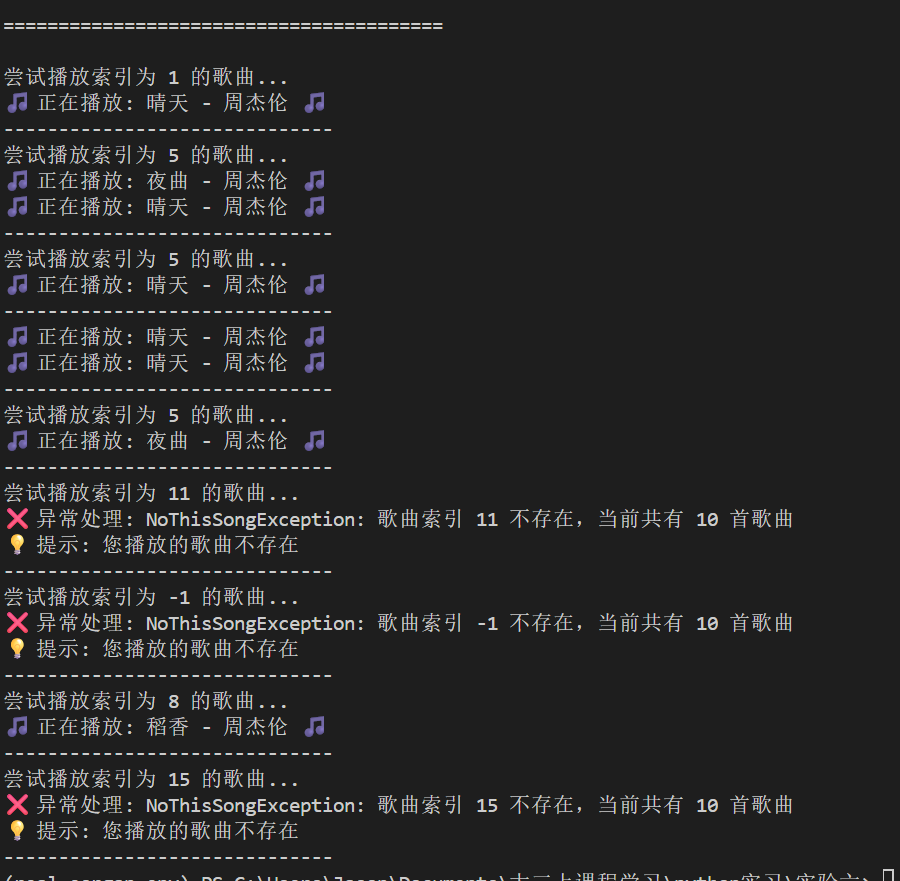 ========================================
尝试播放索引为 1 的歌曲...
🎵 正在播放: 晴天 - 周杰伦 🎵
------------------------------
尝试播放索引为 5 的歌曲...
🎵 正在播放: 夜曲 - 周杰伦 🎵
🎵 正在播放: 晴天 - 周杰伦 🎵
------------------------------
尝试播放索引为 5 的歌曲...
🎵 正在播放: 晴天 - 周杰伦 🎵
------------------------------
🎵 正在播放: 晴天 - 周杰伦 🎵
🎵 正在播放: 晴天 - 周杰伦 🎵
------------------------------
尝试播放索引为 5 的歌曲...
🎵 正在播放: 夜曲 - 周杰伦 🎵
------------------------------
尝试播放索引为 11 的歌曲...
❌ 异常处理: NoThisSongException: 歌曲索引 11 不存在，当前共有 10 首歌曲
💡 提示: 您播放的歌曲不存在
------------------------------
尝试播放索引为 -1 的歌曲...
❌ 异常处理: NoThisSongException: 歌曲索引 -1 不存在，当前共有 10 首歌曲
💡 提示: 您播放的歌曲不存在
------------------------------
尝试播放索引为 8 的歌曲...
🎵 正在播放: 稻香 - 周杰伦 🎵
------------------------------
尝试播放索引为 15 的歌曲...
❌ 异常处理: NoThisSongException: 歌曲索引 15 不存在，当前共有 10 首歌曲
💡 提示: 您播放的歌曲不存在
------------------------------